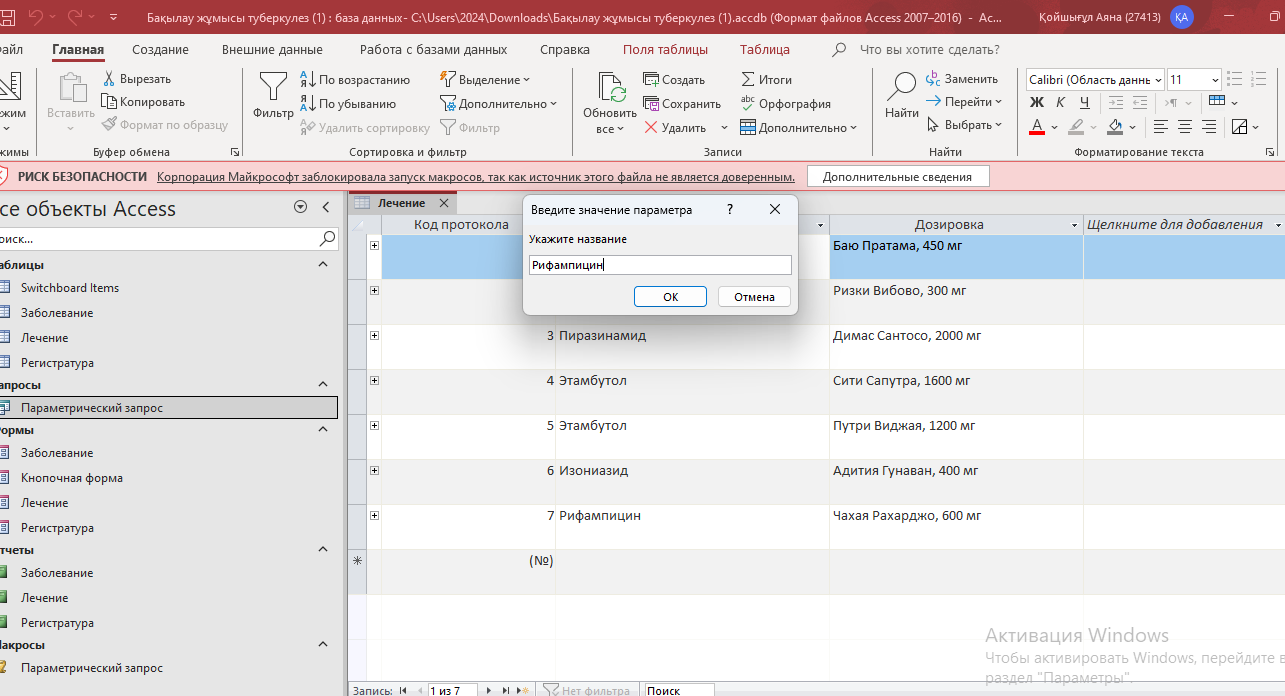 Бақылау жұмысы туберкулез (1) : база данных- C:\Users\2024\Downloads\Бақылау жұмысы туберкулез (1).accdb (Формат файлов Access 2007–2016) - Ac...
Қойшығұл Аяна (27413) ҚА
айл Главная Создание Внешние данные Работа с базами данных Справка Поля таблицы Таблица Что вы хотите сделать?
жим
жимы
Вставить
Вырезать
Копировать
Формат по образцу
Буфер обмена
Фильтр
По возрастанию
По убыванию
Удалить сортировку
Выделение
Дополнительно
Фильтр
Сортировка и фильтр
Обновить
все
Создать
Сохранить
Удалить
Итоги
Орфография
Дополнительно
Записи
Найти
Заменить
Перейти
Выбрать
Найти
Calibri (Область данны 11
Ж К Ч
А
Форматирование текста
РИСК БЕЗОПАСНОСТИ Корпорация Майкрософт заблокировала запуск макросов, так как источник этого файла не является доверенным. Дополнительные сведения
се объекты Access
оиск...
аблицы
Switchboard Items
Заболевание
Лечение
Регистратура
апросы
Параметрический запрос
ормы
Заболевание
Кнопочная форма
Лечение
Регистратура
тчеты
Заболевание
Лечение
Регистратура
акросы
Параметрический запрос
Лечение
Код протокола Дозировка Щелкните для добавления
Введите значение параметра ?
Укажите название
Рифампицин
ОК Отмена
Баю Пратама, 450 мг
Ризки Вибово, 300 мг
3 Пиразинамид Димас Сантосо, 2000 мг
4 Этамбутол Сити Сапутра, 1600 мг
5 Этамбутол Путри Виджая, 1200 мг
6 Изониазид Адития Гунаван, 400 мг
7 Рифампицин Чахая Рахарджо, 600 мг
(№)
Активация Windows
Чтобы активировать Windows, перейдите в
раздел "Параметры".
Запись: 1 из 7 Нет фильтра Поиск